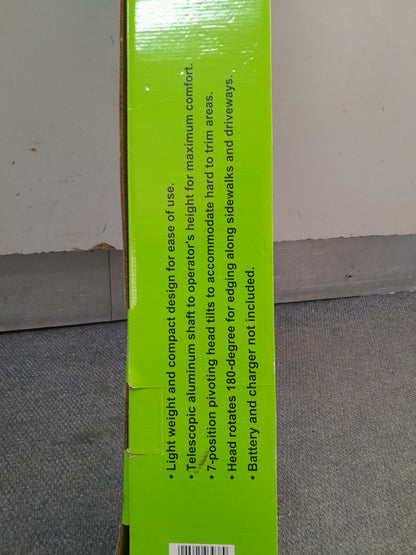 • Light weight and compact design for ease of use.
• Telescopic aluminum shaft to operator's height for maximum comfort.
• 7-position pivoting head tilts to accommodate hard to trim areas.
• Head rotates 180-degree for edging along sidewalks and driveways.
• Battery and charger not included.